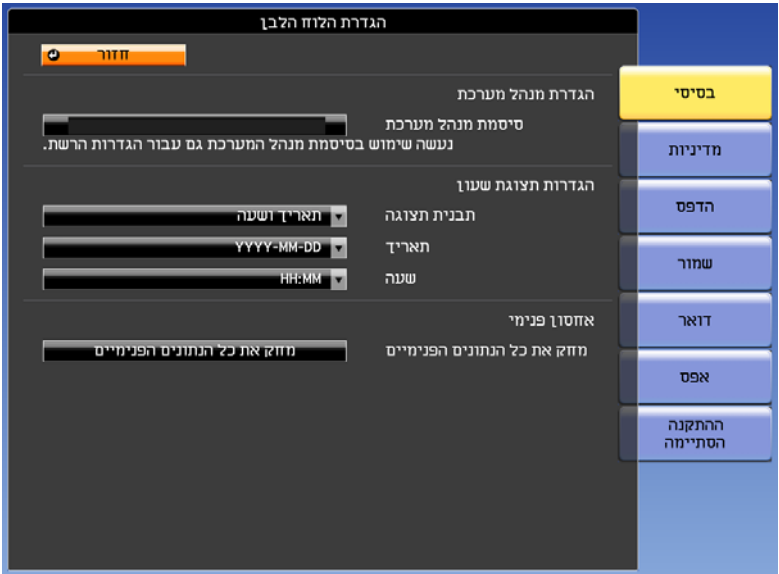 הגדרת הלוח הלבן
חזור
הגדרת מנהל מערכת
סיסמת מנהל מערכת
נעשה שימוש בסיסמת מנהל המערכת גם עבור הגדרות הרשת.
הגדרות תצוגת שעון
תבנית תצוגה תאריך ושעה
תאריך YYYY-MM-DD
שעה HH:MM
אחסון פנימי
מחק את כל הנתונים הפנימיים מחק את כל הנתונים הפנימיים
בסיסי
מדיניות
הדפס
שמור
דואר
אפס
ההתקנה
הסתיימה